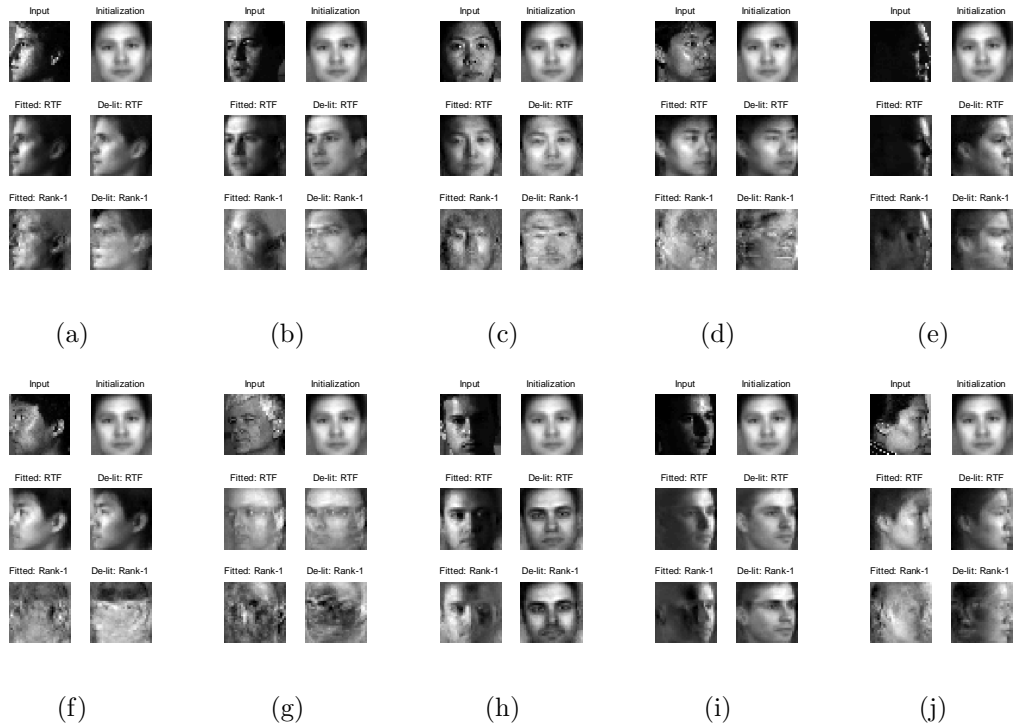 Input Initialization Input Initialization Input Initialization Input Initialization Input Initialization
Fitted: RTF De-lit: RTF Fitted: RTF De-lit: RTF Fitted: RTF De-lit: RTF Fitted: RTF De-lit: RTF Fitted: RTF De-lit: RTF
Fitted: Rank-1 De-lit: Rank-1 Fitted: Rank-1 De-lit: Rank-1 Fitted: Rank-1 De-lit: Rank-1 Fitted: Rank-1 De-lit: Rank-1 Fitted: Rank-1 De-lit: Rank-1
(a) (b) (c) (d) (e)
Input Initialization Input Initialization Input Initialization Input Initialization Input Initialization
Fitted: RTF De-lit: RTF Fitted: RTF De-lit: RTF Fitted: RTF De-lit: RTF Fitted: RTF De-lit: RTF Fitted: RTF De-lit: RTF
Fitted: Rank-1 De-lit: Rank-1 Fitted: Rank-1 De-lit: Rank-1 Fitted: Rank-1 De-lit: Rank-1 Fitted: Rank-1 De-lit: Rank-1 Fitted: Rank-1 De-lit: Rank-1
(f) (g) (h) (i) (j)